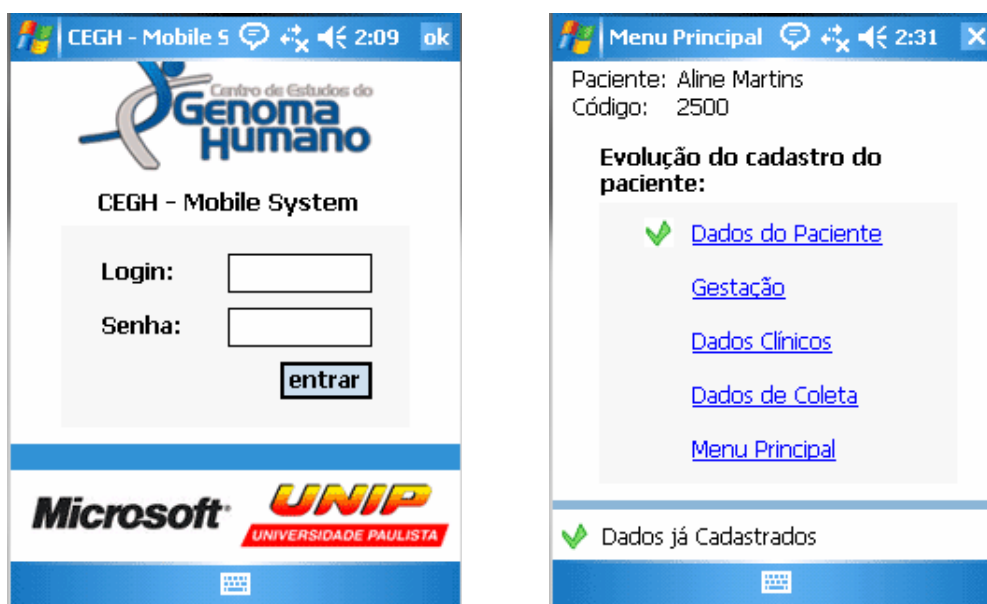 CEGH - Mobile S 2:09 ok
Centro de Estudos do
Genoma
Humano
CEGH - Mobile System
Login:
Senha:
entrar
Microsoft
UNIP
UNIVERSIDADE PAULISTA
Menu Principal 2:31 X
Paciente: Aline Martins
Código: 2500
Evolução do cadastro do
paciente:
Dados do Paciente
Gestação
Dados Clínicos
Dados de Coleta
Menu Principal
Dados já Cadastrados